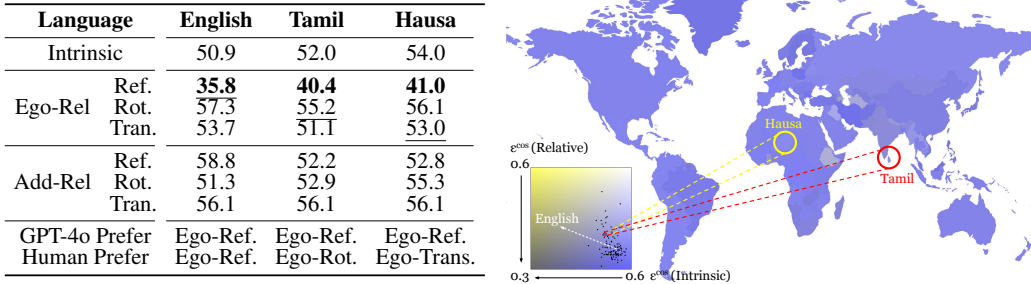 Language English Tamil Hausa
Intrinsic 50.9 52.0 54.0
Ref. 35.8 40.4 41.0
Ego-Rel Rot. 57.3 55.2 56.1
Tran. 53.7 51.1 53.0
Ref. 58.8 52.2 52.8
Add-Rel Rot. 51.3 52.9 55.3
Tran. 56.1 56.1 56.1
GPT-4o Prefer Ego-Ref. Ego-Ref. Ego-Ref.
Human Prefer Ego-Ref. Ego-Rot. Ego-Trans.
Hausa
Tamil
ε^cos (Relative)
0.6
English
0.3 0.6 ε^cos (Intrinsic)